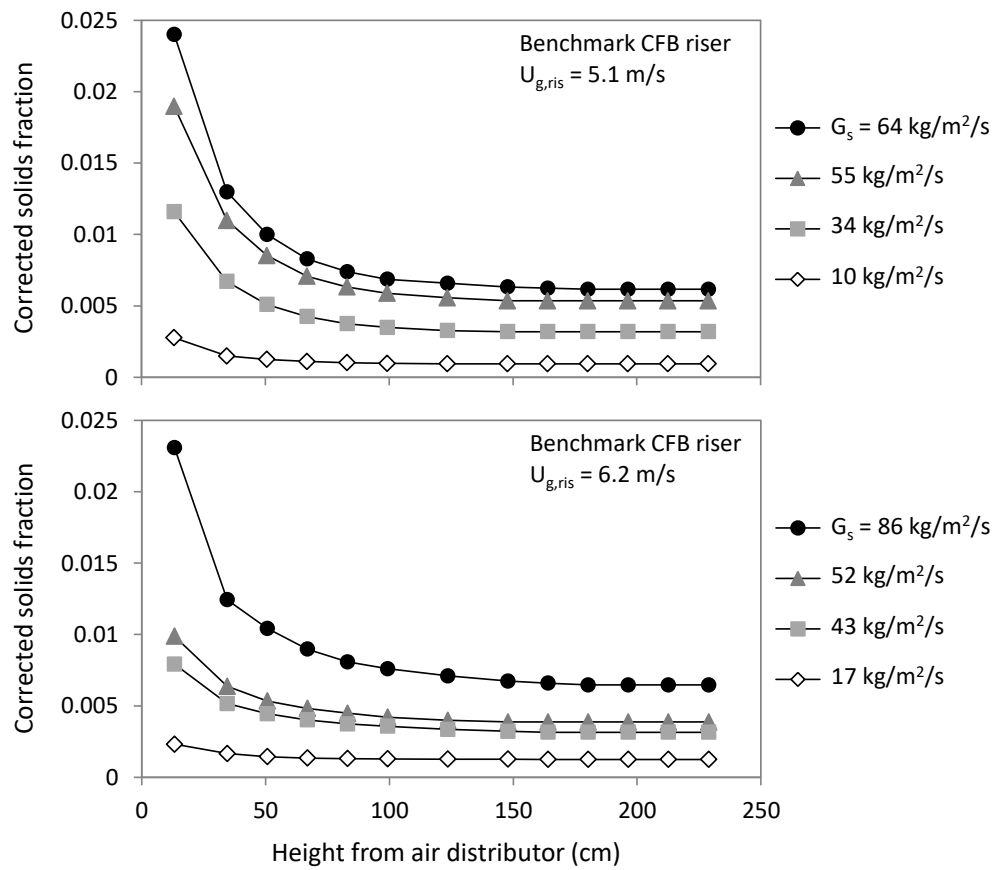 0.025
0.02
0.015
0.01
0.005
0
Corrected solids fraction
Benchmark CFB riser
U_g,ris = 5.1 m/s
G_s = 64 kg/m²/s
55 kg/m²/s
34 kg/m²/s
10 kg/m²/s
0.025
0.02
0.015
0.01
0.005
0
Corrected solids fraction
Benchmark CFB riser
U_g,ris = 6.2 m/s
G_s = 86 kg/m²/s
52 kg/m²/s
43 kg/m²/s
17 kg/m²/s
0 50 100 150 200 250
Height from air distributor (cm)